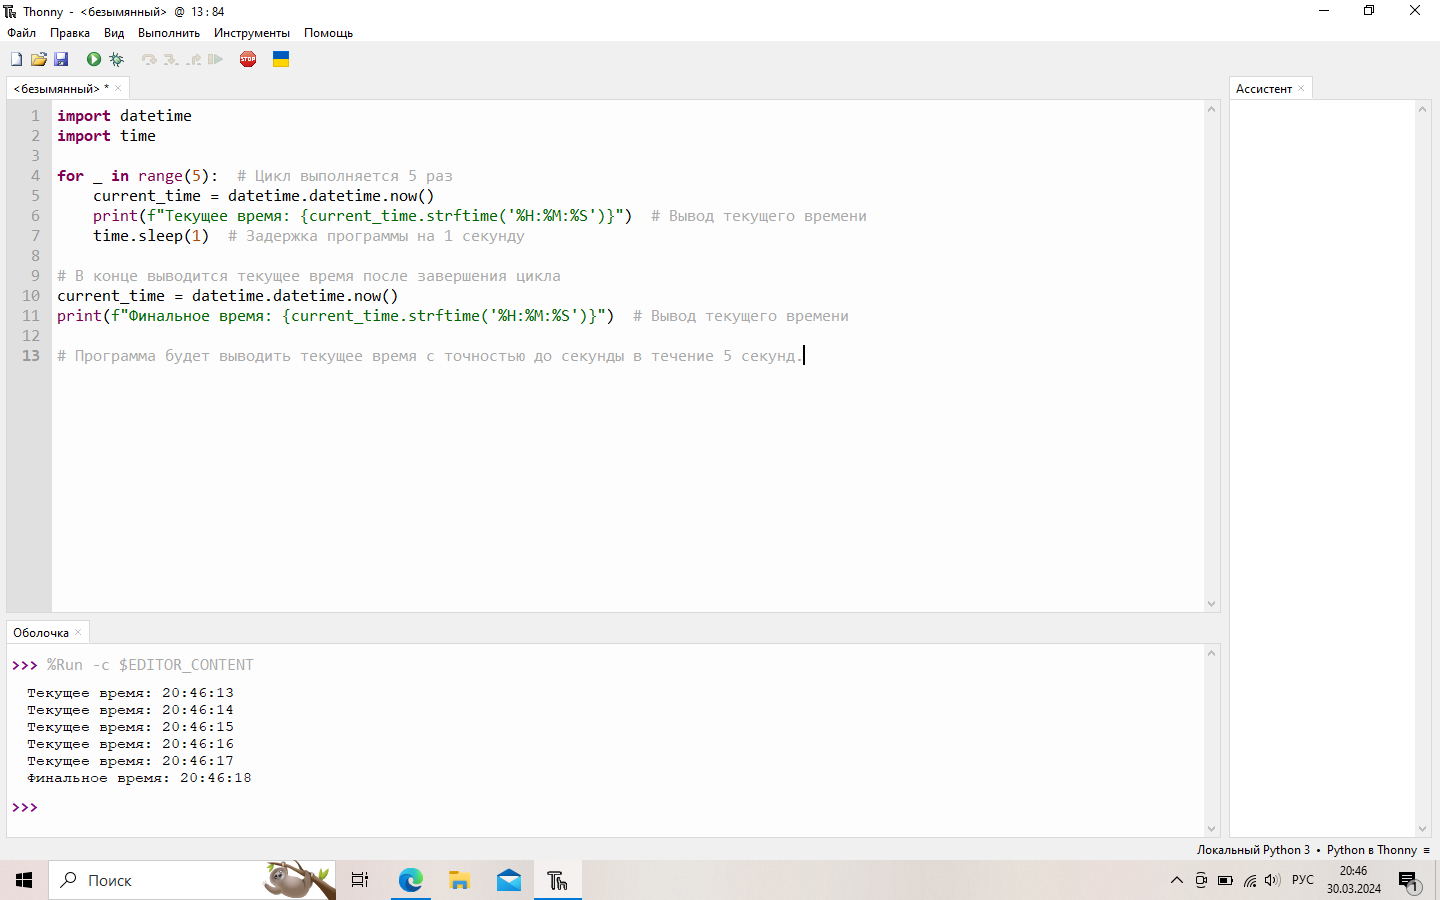 Thonny - <безымянный> @ 13:84
Файл Правка Вид Выполнить Инструменты Помощь
STOP
<безымянный> * ×
1 import datetime
2 import time
3
4 for _ in range(5):  # Цикл выполняется 5 раз
5     current_time = datetime.datetime.now()
6     print(f"Текущее время: {current_time.strftime('%H:%M:%S')}")  # Вывод текущего времени
7     time.sleep(1)  # Задержка программы на 1 секунду
8
9 # В конце выводится текущее время после завершения цикла
10 current_time = datetime.datetime.now()
11 print(f"Финальное время: {current_time.strftime('%H:%M:%S')}")  # Вывод текущего времени
12
13 # Программа будет выводить текущее время с точностью до секунды в течение 5 секунд.
Ассистент ×
Оболочка ×
>>> %Run -c $EDITOR_CONTENT
Текущее время: 20:46:13
Текущее время: 20:46:14
Текущее время: 20:46:15
Текущее время: 20:46:16
Текущее время: 20:46:17
Финальное время: 20:46:18
>>>
Локальный Python 3 • Python в Thonny ≡
Поиск
РУС
20:46
30.03.2024
1